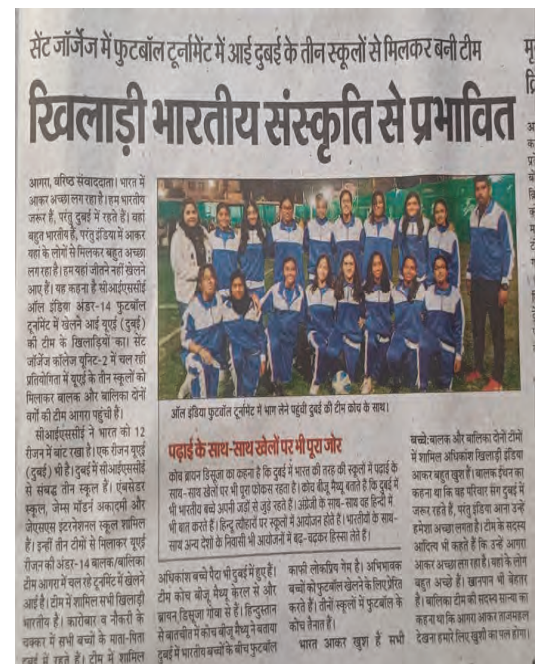 सेंट जॉर्जेज में फुटबॉल टूर्नामेंट में आई दुबई के तीन स्कूलों से मिलकर बनी टीम
खिलाड़ी भारतीय संस्कृति से प्रभावित
आगरा, वरिष्ठ संवाददाता। भारत में
आकर अच्छा लग रहा है। हम भारतीय
जरूर हैं, परंतु दुबई में रहते हैं। वहां
बहुत भारतीय हैं, परंतु इंडिया में आकर
यहां के लोगों से मिलकर बहुत अच्छा
लग रहा है। हम यहां जीतने नहीं खेलने
आए हैं। यह कहना है सीआईएससीई
ऑल इंडिया अंडर-14 फुटबॉल
टूर्नामेंट में खेलने आई यूएई (दुबई)
की टीम के खिलाड़ियों का। सेंट
जॉर्जेज कॉलेज यूनिट-2 में चल रही
प्रतियोगिता में यूएई के तीन स्कूलों को
मिलाकर बालक और बालिका दोनों
वर्गों की टीम आगरा पहुंची हैं।
सीआईएससीई ने भारत को 12
रीजन में बांट रखा है। एक रीजन यूएई
(दुबई) भी है। दुबई में सीआईएससीई
से संबद्ध तीन स्कूल हैं। एंबेसडर
स्कूल, जेम्स मॉडर्न अकादमी और
जेएसएस इंटरनेशनल स्कूल शामिल
हैं। इन्हीं तीन टीमों से मिलाकर यूएई
रीजन की अंडर-14 बालक/बालिका
टीम आगरा में चल रहे टूर्नामेंट में खेलने
आई है। टीम में शामिल सभी खिलाड़ी
भारतीय हैं। कारोबार व नौकरी के
चक्कर में सभी बच्चों के माता-पिता
दुबई में रहते हैं। टीम में शामिल
ऑल इंडिया फुटबॉल टूर्नामेंट में भाग लेने पहुंची दुबई की टीम कोच के साथ।
पढ़ाई के साथ-साथ खेलों पर भी पूरा जोर
कोच ब्रायन डिसूजा का कहना है कि दुबई में भारत की तरह की स्कूलों में पढ़ाई के
साथ-साथ खेलों पर भी पूरा फोकस रहता है। कोच बीजू मैथ्यू बताते हैं कि दुबई में
भी भारतीय बच्चे अपनी जड़ों से जुड़े रहते हैं। अंग्रेजी के साथ-साथ वह हिन्दी में
भी बात करते हैं। हिन्दू त्यौहारों पर स्कूल में आयोजन होते हैं। भारतीयों के साथ-
साथ अन्य देशों के निवासी भी आयोजनों में बढ़-चढ़कर हिस्सा लेते हैं।
अधिकांश बच्चे पैदा भी दुबई में हुए हैं।
टीम कोच बीजू मैथ्यू केरल से और
ब्रायन डिसूजा गोवा से हैं। हिन्दुस्तान
से बातचीत में कोच बीजू मैथ्यू ने बताया
दुबई में भारतीय बच्चों के बीच फुटबॉल
काफी लोकप्रिय गेम है। अभिभावक
बच्चों को फुटबॉल खेलने के लिए प्रेरित
करते हैं। तीनों स्कूलों में फुटबॉल के
कोच तैनात हैं।
भारत आकर खुश हैं सभी
बच्चे: बालक और बालिका दोनों टीमों
में शामिल अधिकांश खिलाड़ी इंडिया
आकर बहुत खुश हैं। बालक ईथन का
कहना था कि वह परिवार संग दुबई में
जरूर रहते हैं, परंतु इंडिया आना उन्हें
हमेशा अच्छा लगता है। टीम के सदस्य
आदित्य भी कहते हैं कि उन्हें आगरा
आकर अच्छा लग रहा है। यहां के लोग
बहुत अच्छे हैं। खानपान भी बेहतर
है। बालिका टीम की सदस्य सान्या का
कहना था कि आगरा आकर ताजमहल
देखना हमारे लिए खुशी का पल होगा।